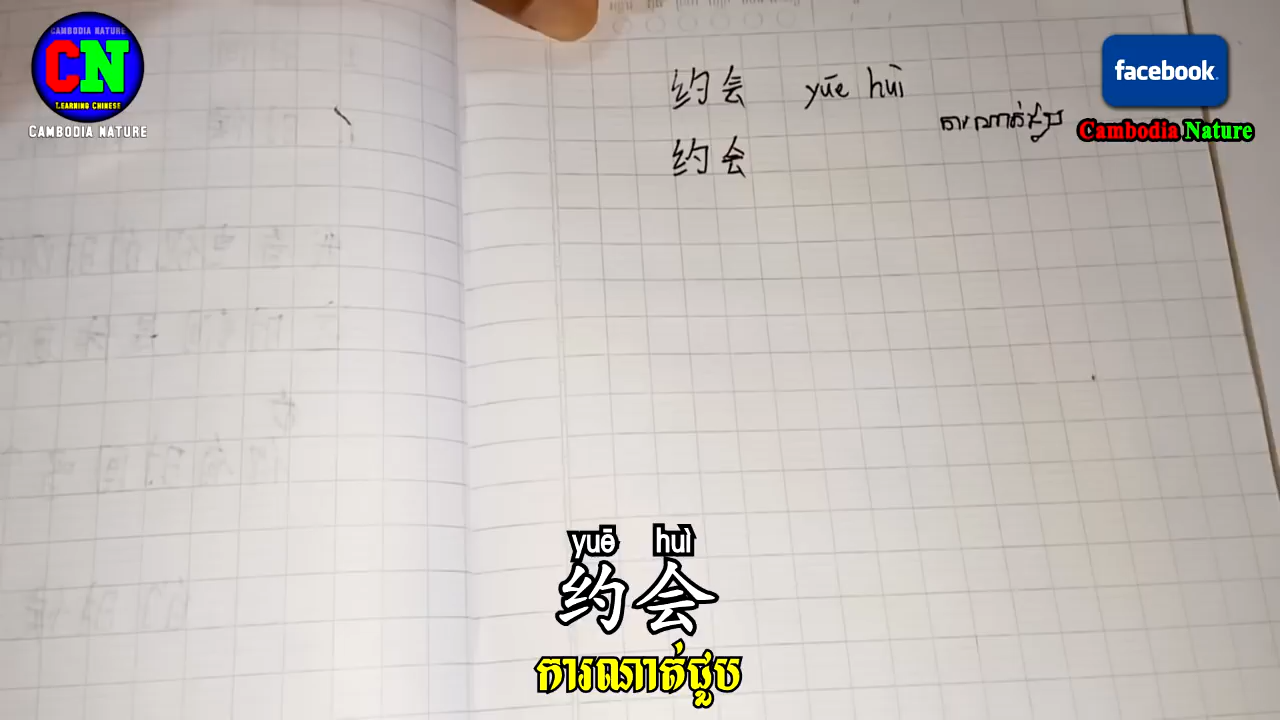 CAMBODIA NATURE
CN
LEARNING CHINESE
CAMBODIA NATURE
facebook
Cambodia Nature
约会 yūe huì
ការណាត់ជួប
约会
yuē huì
约会
ការណាត់ជួប